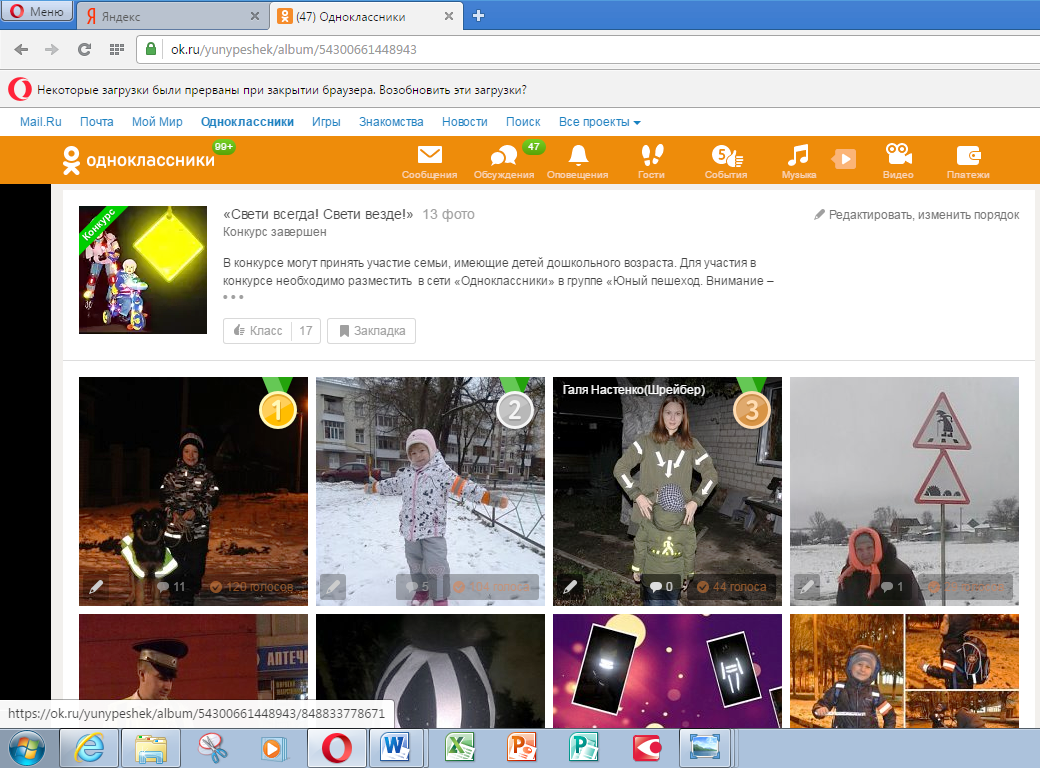 Меню
Яндекс
(47) Одноклассники
ok.ru/yunypeshek/album/54300661448943
Некоторые загрузки были прерваны при закрытии браузера. Возобновить эти загрузки?
Mail.Ru Почта Мой Мир Одноклассники Игры Знакомства Новости Поиск Все проекты
одноклассники 99+
47
5
Сообщения Обсуждения Оповещения Гости События Музыка Видео Платежи
Конкурс
«Свети всегда! Свети везде!» 13 фото
Редактировать, изменить порядок
Конкурс завершен
В конкурсе могут принять участие семьи, имеющие детей дошкольного возраста. Для участия в
конкурсе необходимо разместить в сети «Одноклассники» в группе «Юный пешеход. Внимание –
• • •
Класс 17 Закладка
1 2 Галя Настенко(Шрейбер) 3
11 120 голосов 5 0 44 голоса 1
АПТЕЧ
https://ok.ru/yunypeshek/album/54300661448943/848833778671